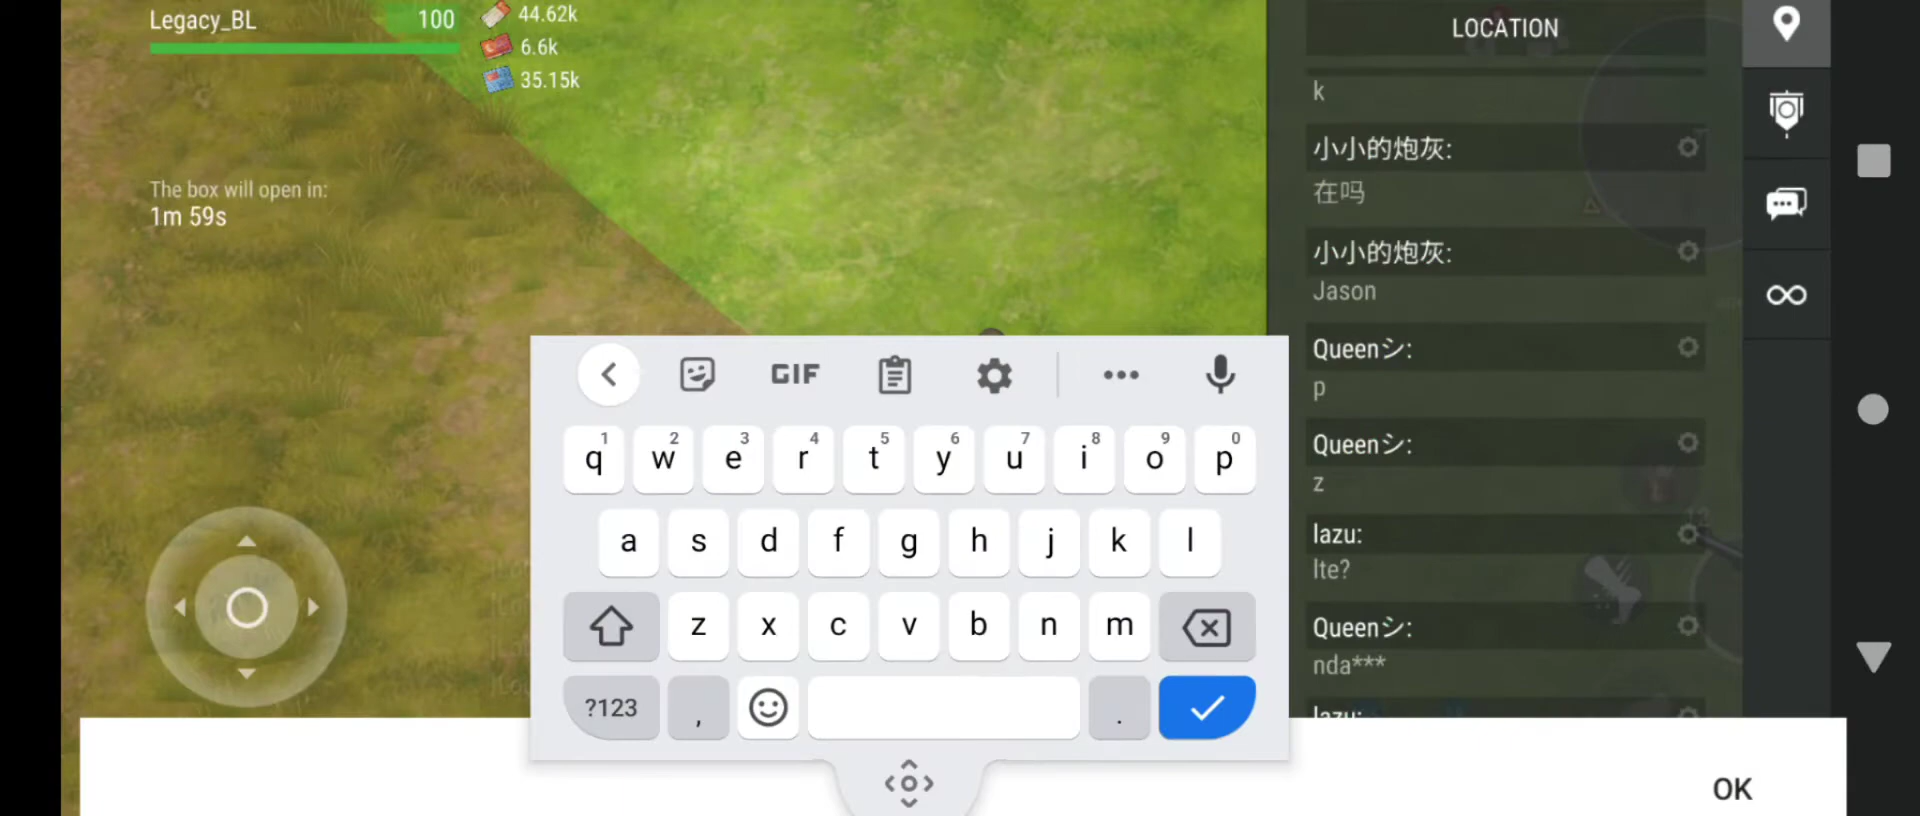 Legacy_BL 100
44.62k
6.6k
35.15k
The box will open in:
1m 59s
LOCATION
k
小小的炮灰:
在吗
小小的炮灰:
Jason
Queenシ:
p
Queenシ:
z
lazu:
lte?
Queenシ:
nda***
lazu:
GIF
1 2 3 4 5 6 7 8 9 0
q w e r t y u i o p
a s d f g h j k l
z x c v b n m
?123 , .
OK